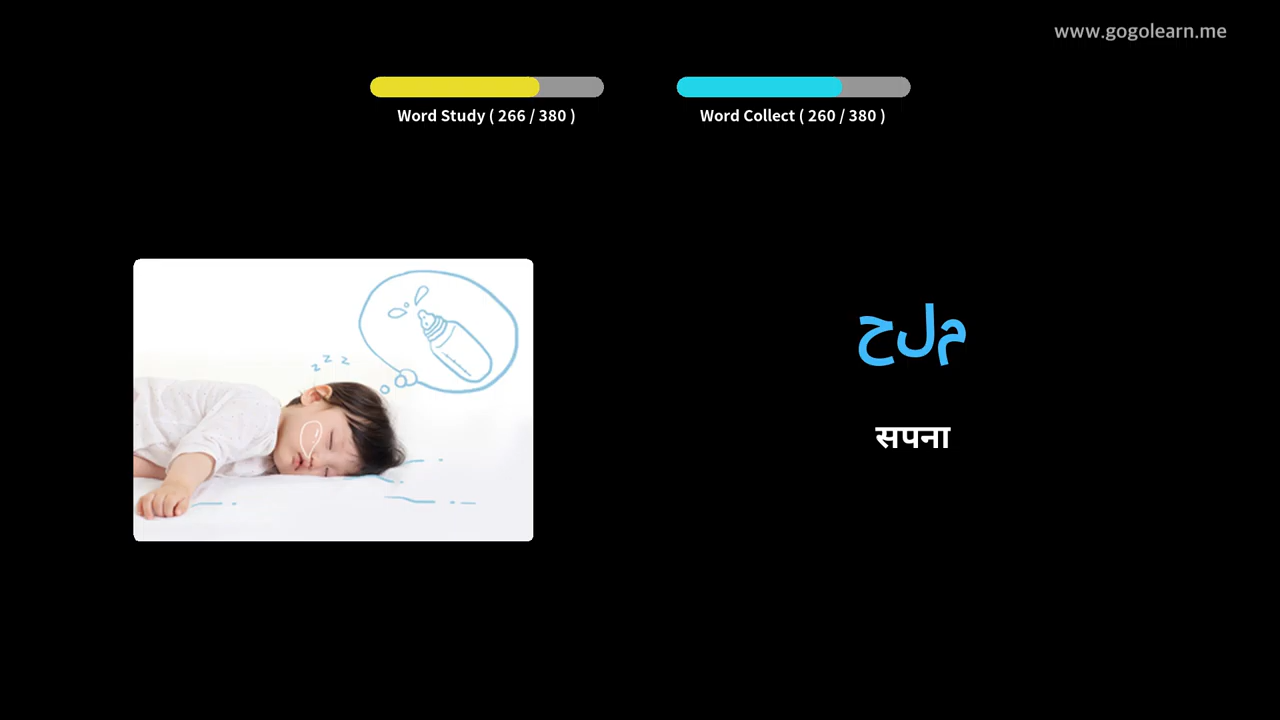 www.gogolearn.me
Word Study ( 266 / 380 )
Word Collect ( 260 / 380 )
z z z
حلم
सपना